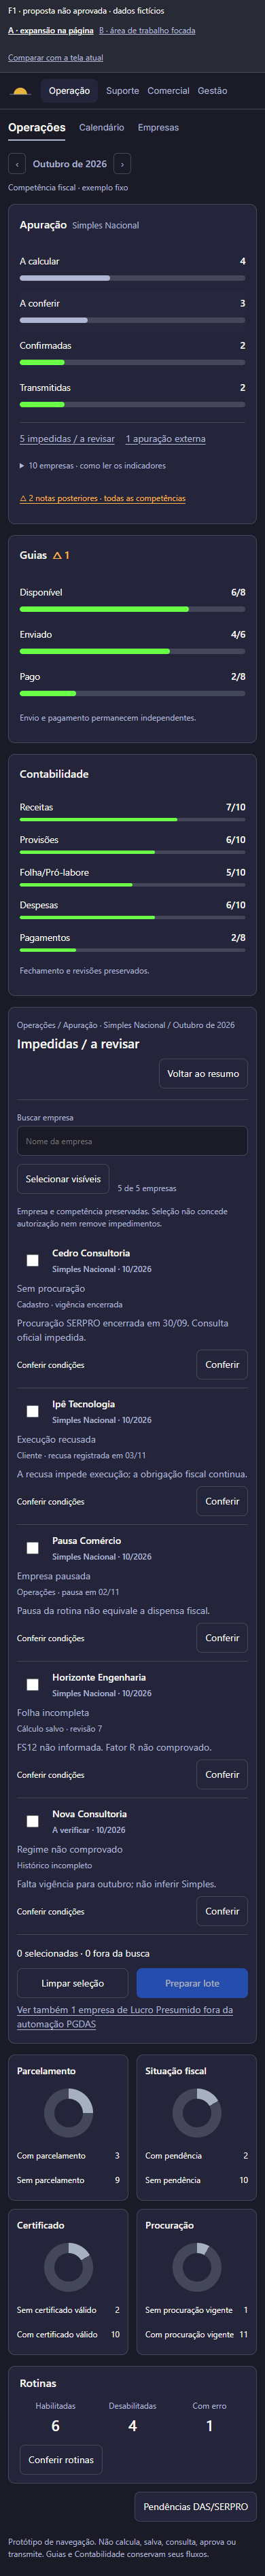 F1 · proposta não aprovada · dados fictícios
A · expansão na página   B · área de trabalho focada
Comparar com a tela atual
Operação   Suporte   Comercial   Gestão
Operações   Calendário   Empresas
‹   Outubro de 2026   ›
Competência fiscal · exemplo fixo
Apuração   Simples Nacional
A calcular   4
A conferir   3
Confirmadas   2
Transmitidas   2
5 impedidas / a revisar   1 apuração externa
▶ 10 empresas · como ler os indicadores
△ 2 notas posteriores · todas as competências
Guias   △ 1
Disponível   6/8
Enviado   4/6
Pago   2/8
Envio e pagamento permanecem independentes.
Contabilidade
Receitas   7/10
Provisões   6/10
Folha/Pró-labore   5/10
Despesas   6/10
Pagamentos   2/8
Fechamento e revisões preservados.
Operações / Apuração · Simples Nacional / Outubro de 2026
Impedidas / a revisar
Voltar ao resumo
Buscar empresa
Nome da empresa
Selecionar visíveis   5 de 5 empresas
Empresa e competência preservadas. Seleção não concede
autorização nem remove impedimentos.
Cedro Consultoria
Simples Nacional · 10/2026
Sem procuração
Cadastro · vigência encerrada
Procuração SERPRO encerrada em 30/09. Consulta
oficial impedida.
Conferir condições   Conferir
Ipê Tecnologia
Simples Nacional · 10/2026
Execução recusada
Cliente · recusa registrada em 03/11
A recusa impede execução; a obrigação fiscal continua.
Conferir condições   Conferir
Pausa Comércio
Simples Nacional · 10/2026
Empresa pausada
Operações · pausa em 02/11
Pausa da rotina não equivale a dispensa fiscal.
Conferir condições   Conferir
Horizonte Engenharia
Simples Nacional · 10/2026
Folha incompleta
Cálculo salvo · revisão 7
FS12 não informada. Fator R não comprovado.
Conferir condições   Conferir
Nova Consultoria
A verificar · 10/2026
Regime não comprovado
Histórico incompleto
Falta vigência para outubro; não inferir Simples.
Conferir condições   Conferir
0 selecionadas · 0 fora da busca
Limpar seleção   Preparar lote
Ver também 1 empresa de Lucro Presumido fora da
automação PGDAS
Parcelamento   Situação fiscal
Com parcelamento   3   Com pendência   2
Sem parcelamento   9   Sem pendência   10
Certificado   Procuração
Sem certificado válido   2   Sem procuração vigente   1
Com certificado válido   10   Com procuração vigente   11
Rotinas
Habilitadas   Desabilitadas   Com erro
6   4   1
Conferir rotinas
Pendências DAS/SERPRO
Protótipo de navegação. Não calcula, salva, consulta, aprova ou
transmite. Guias e Contabilidade conservam seus fluxos.